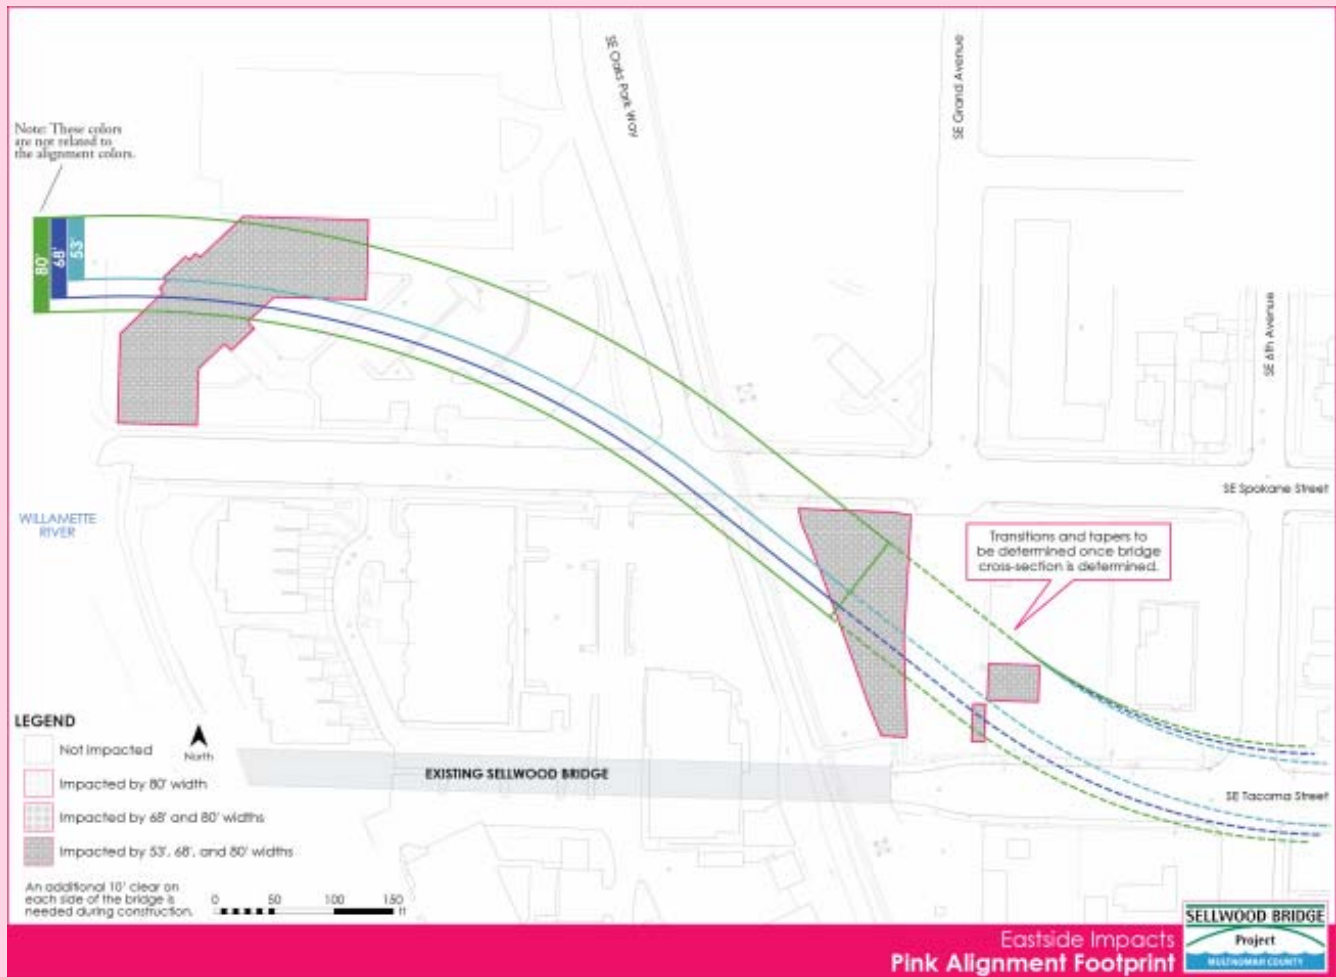 SE Oaks Park Way
SE Grand Avenue
Note: These colors
are not related to
the alignment colors.
80'
68'
53'
SE 6th Avenue
SE Spokane Street
WILLAMETTE
RIVER
Transitions and tapers to
be determined once bridge
cross-section is determined.
LEGEND
Not impacted
North
Impacted by 80' width
Impacted by 68' and 80' widths
Impacted by 53', 68', and 80' widths
EXISTING SELLWOOD BRIDGE
SE Tacoma Street
An additional 10' clear on
each side of the bridge is
needed during construction.
0 50 100 150
ft
Eastside Impacts
Pink Alignment Footprint
SELLWOOD BRIDGE
Project
MULTNOMAH COUNTY